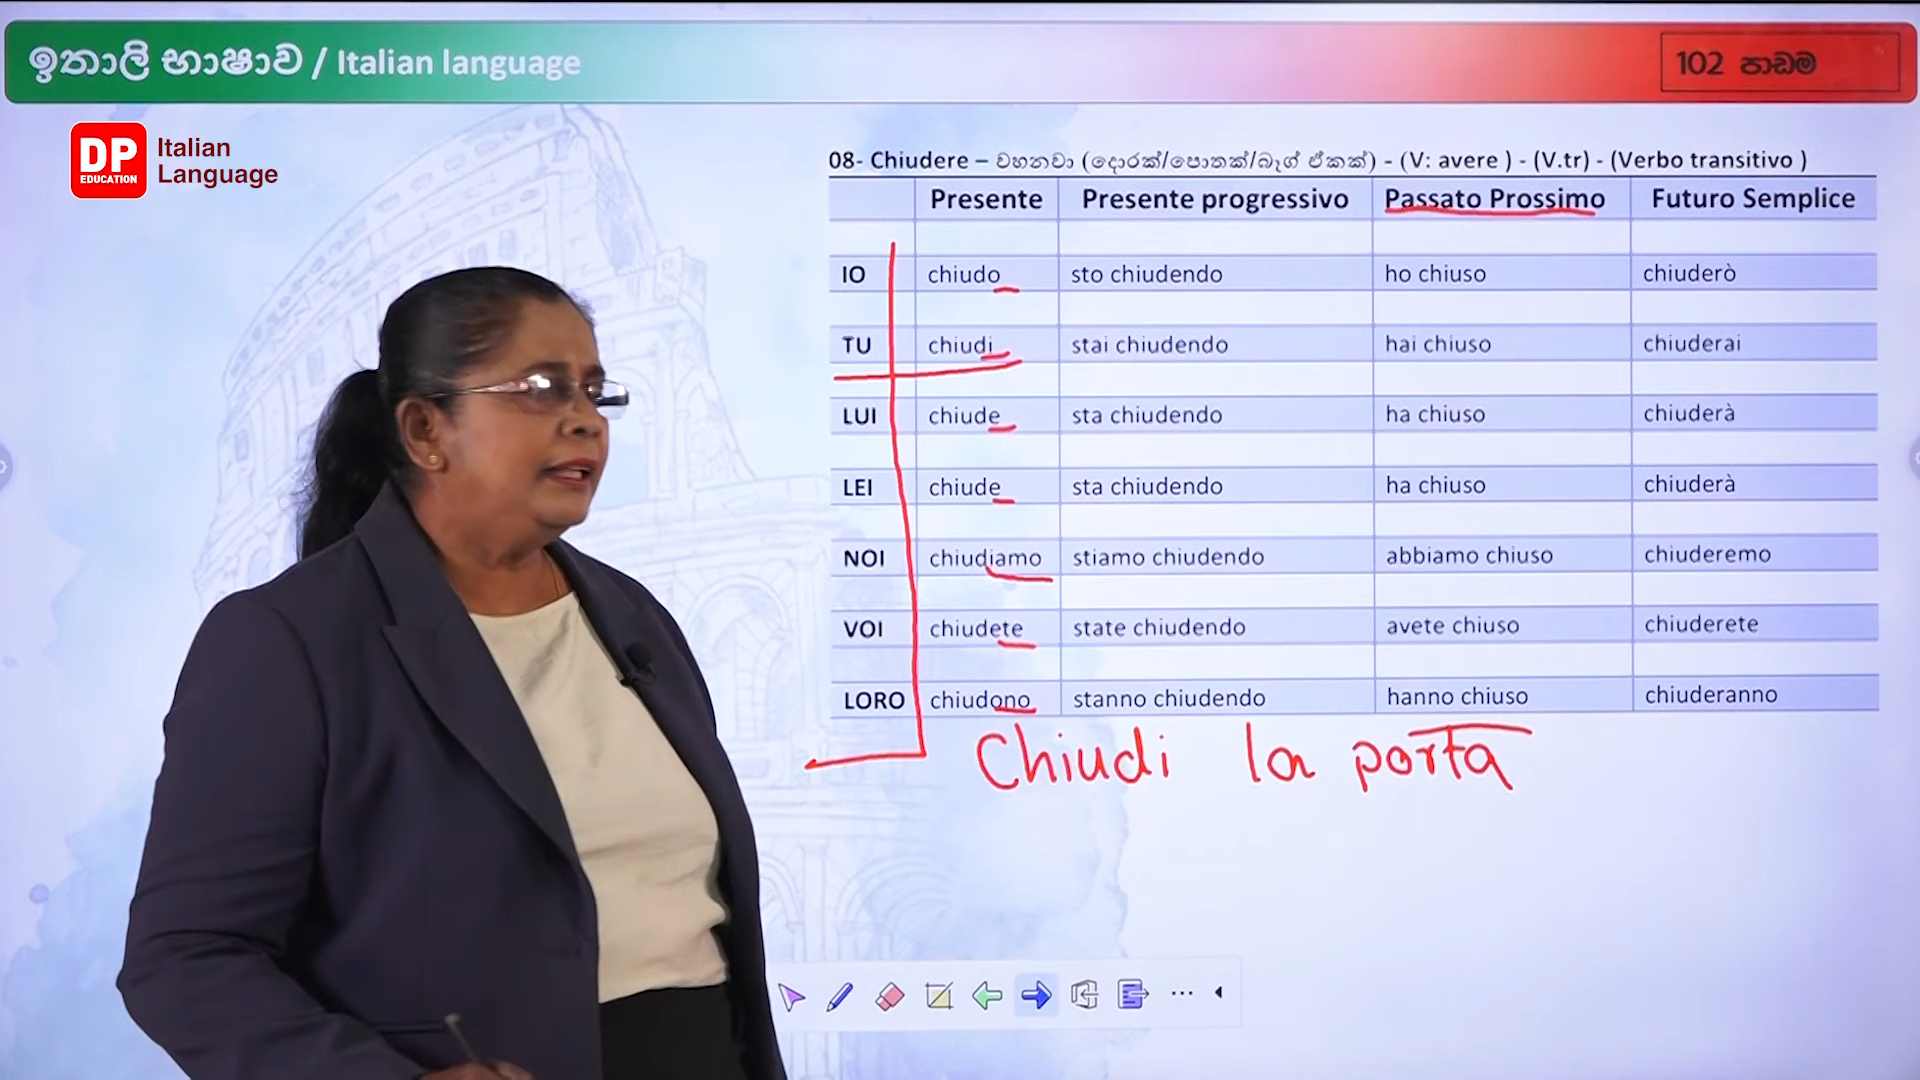 ඉතාලි භාෂාව / Italian language
102 පාඩම
DP EDUCATION Italian Language
08- Chiudere – වහනවා (දොරක්/පොතක්/බෑග් ඒකක්) - (V: avere ) - (V.tr) - (Verbo transitivo )
Presente Presente progressivo Passato Prossimo Futuro Semplice
IO chiudo sto chiudendo ho chiuso chiuderò
TU chiudi stai chiudendo hai chiuso chiuderai
LUI chiude sta chiudendo ha chiuso chiuderà
LEI chiude sta chiudendo ha chiuso chiuderà
NOI chiudiamo stiamo chiudendo abbiamo chiuso chiuderemo
VOI chiudete state chiudendo avete chiuso chiuderete
LORO chiudono stanno chiudendo hanno chiuso chiuderanno
Chiudi la porta